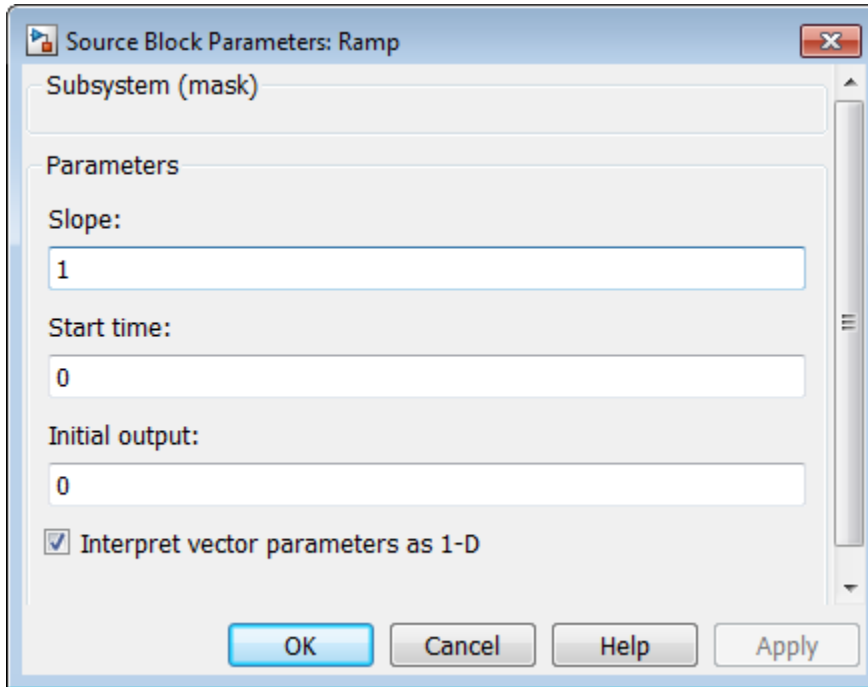 Source Block Parameters: Ramp
Subsystem (mask)
Parameters
Slope:
1
Start time:
0
Initial output:
0
Interpret vector parameters as 1-D
OK Cancel Help Apply